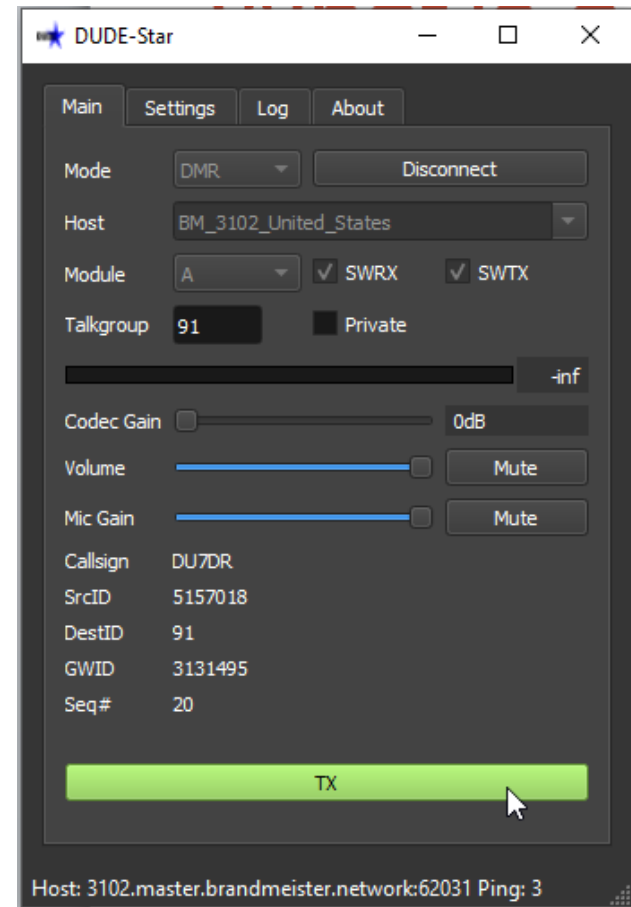 DUDE-Star
Main Settings Log About
Mode DMR Disconnect
Host BM_3102_United_States
Module A SWRX SWTX
Talkgroup 91 Private
-inf
Codec Gain 0dB
Volume Mute
Mic Gain Mute
Callsign DU7DR
SrcID 5157018
DestID 91
GWID 3131495
Seq# 20
TX
Host: 3102.master.brandmeister.network:62031 Ping: 3